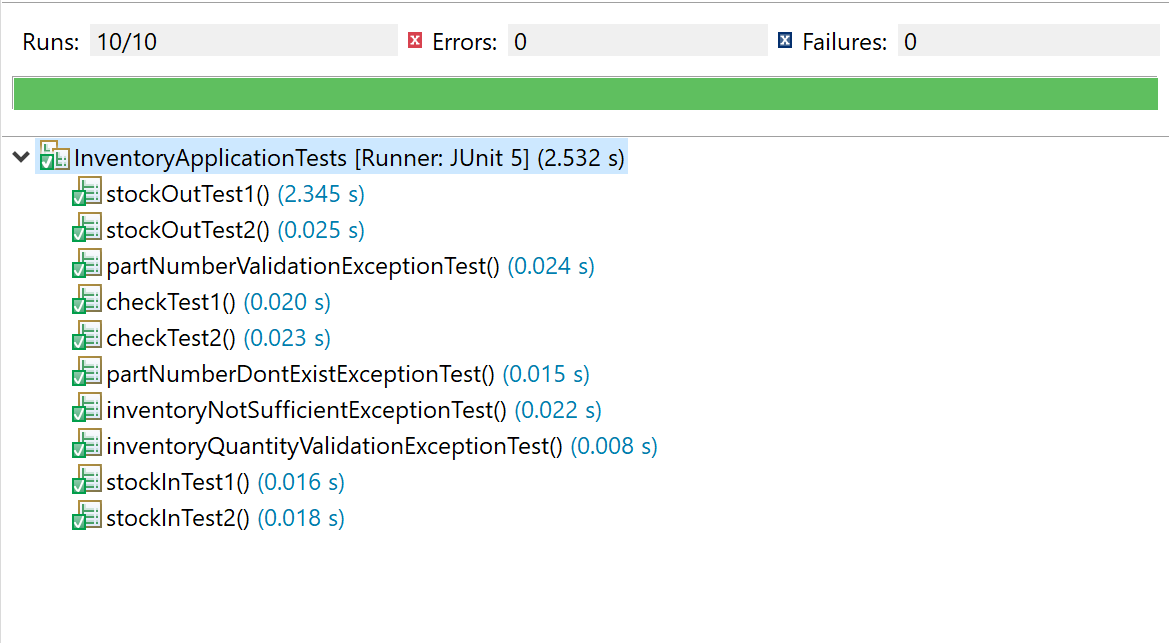 Runs: 10/10 Errors: 0 Failures: 0
InventoryApplicationTests [Runner: JUnit 5] (2.532 s)
stockOutTest1() (2.345 s)
stockOutTest2() (0.025 s)
partNumberValidationExceptionTest() (0.024 s)
checkTest1() (0.020 s)
checkTest2() (0.023 s)
partNumberDontExistExceptionTest() (0.015 s)
inventoryNotSufficientExceptionTest() (0.022 s)
inventoryQuantityValidationExceptionTest() (0.008 s)
stockInTest1() (0.016 s)
stockInTest2() (0.018 s)